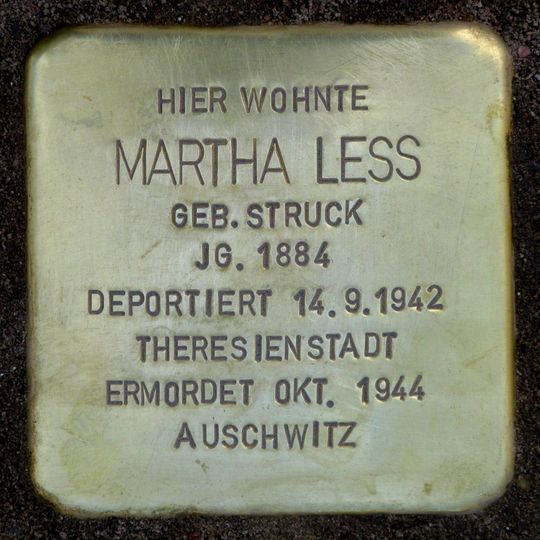 HIER WOHNTE
MARTHA LESS
GEB. STRUCK
JG. 1884
DEPORTIERT 14.9.1942
THERESIENSTADT
ERMORDET OKT. 1944
AUSCHWITZ